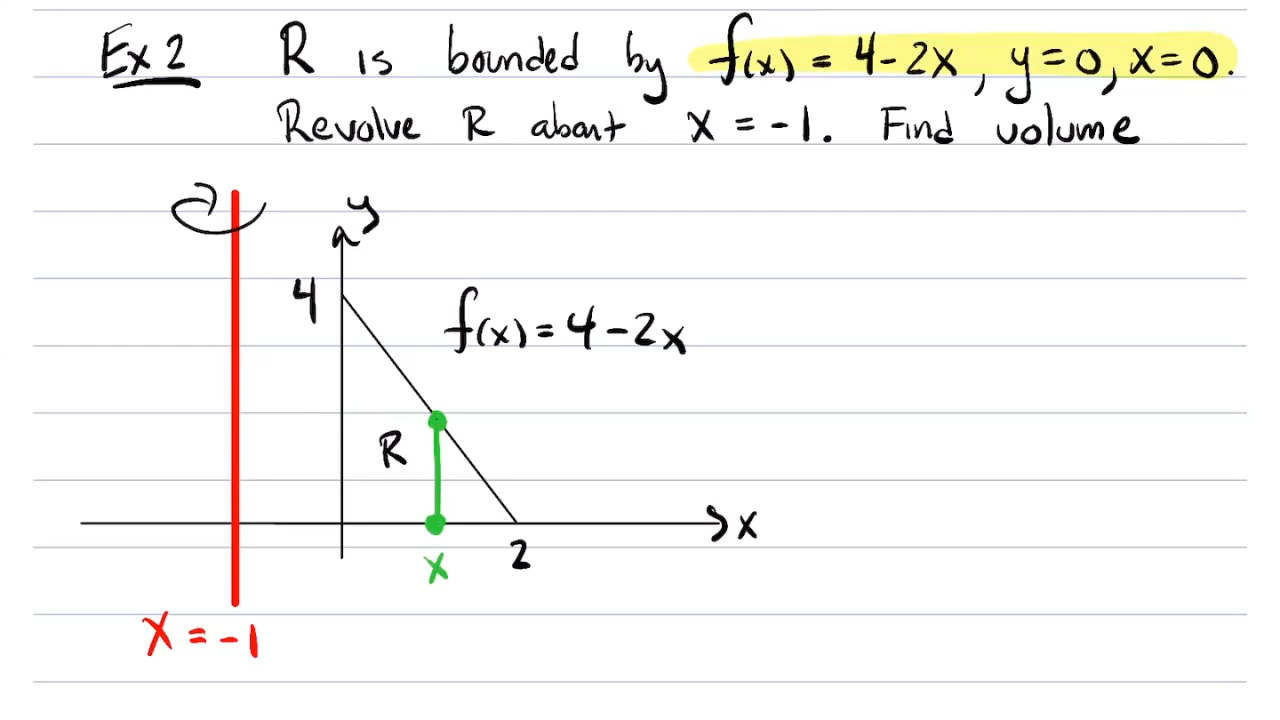 Ex 2 R is bounded by f(x) = 4-2x, y=0, x=0.
Revolve R about x = -1. Find volume
y
4
f(x) = 4-2x
R
x
x
2
x = -1